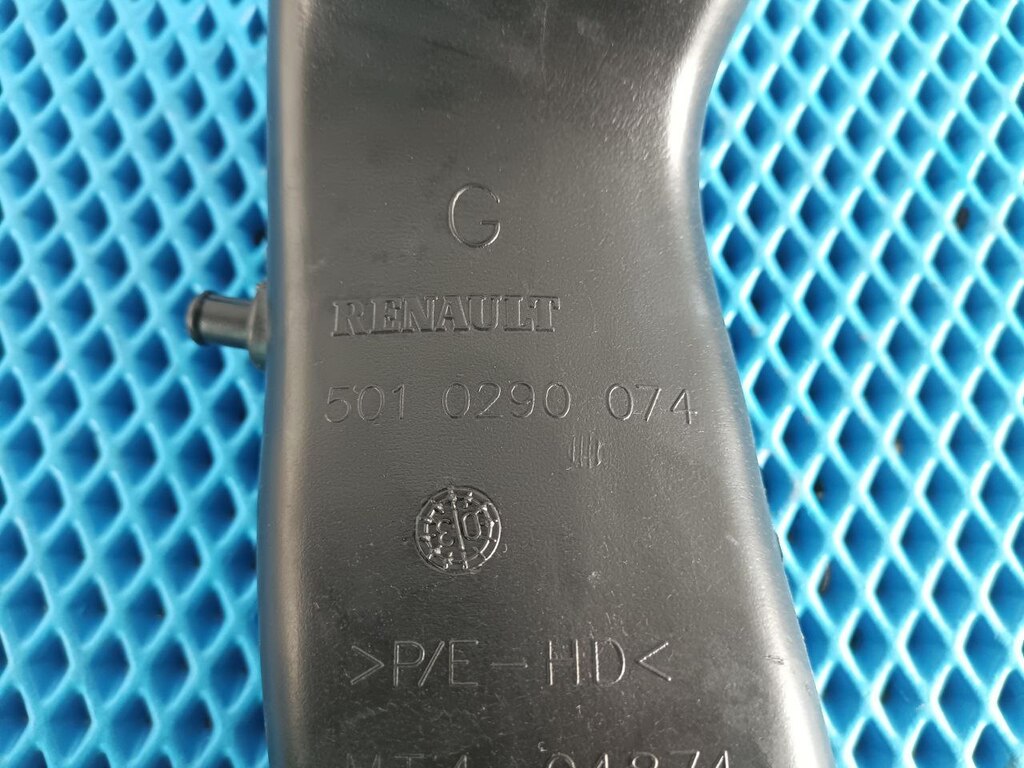 G
RENAULT
501 0290 074
>P/E-HD<